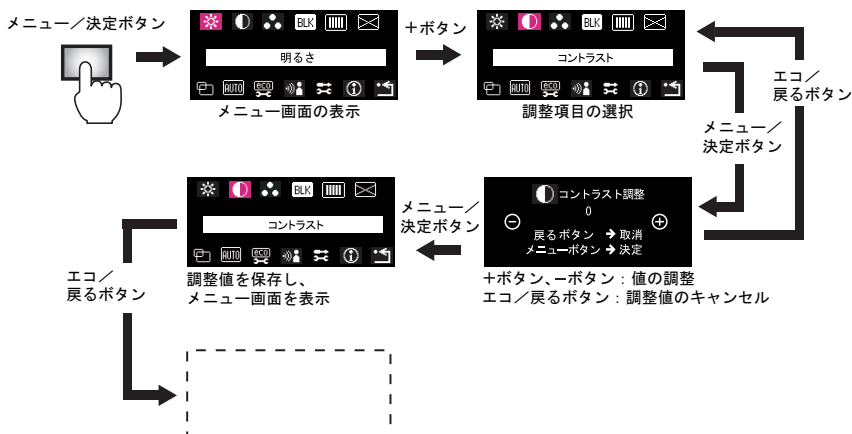 メニュー／決定ボタン
BLK
明るさ
AUTO
eco
メニュー画面の表示
＋ボタン
BLK
コントラスト
AUTO
eco
調整項目の選択
エコ／
戻るボタン
メニュー／
決定ボタン
コントラスト調整
0
戻るボタン ➔ 取消
メニューボタン ➔ 決定
＋ボタン、−ボタン：値の調整
エコ／戻るボタン：調整値のキャンセル
メニュー／
決定ボタン
BLK
コントラスト
AUTO
eco
調整値を保存し、
メニュー画面を表示
エコ／
戻るボタン